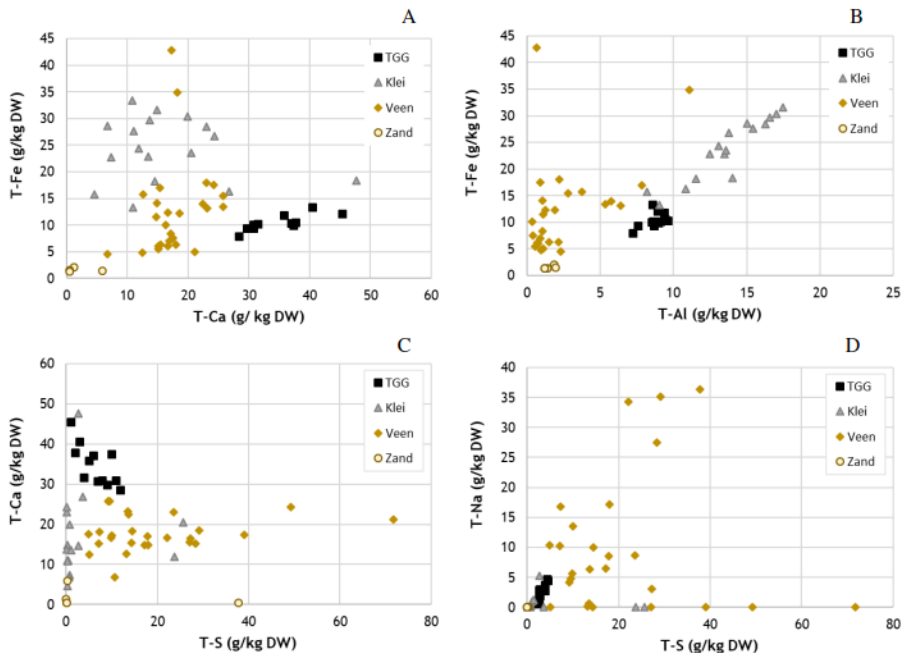 A
T-Fe (g/kg DW)
45
40
35
30
25
20
15
10
5
0
0 10 20 30 40 50 60
T-Ca (g/ kg DW)
TGG
Klei
Veen
Zand
B
T-Fe (g/kg DW)
45
40
35
30
25
20
15
10
5
0
0 5 10 15 20 25
T-Al (g/kg DW)
TGG
Klei
Veen
Zand
C
T-Ca (g/kg DW)
60
50
40
30
20
10
0
0 20 40 60 80
T-S (g/kg DW)
TGG
Klei
Veen
Zand
D
T-Na (g/kg DW)
40
35
30
25
20
15
10
5
0
0 20 40 60 80
T-S (g/kg DW)
TGG
Klei
Veen
Zand